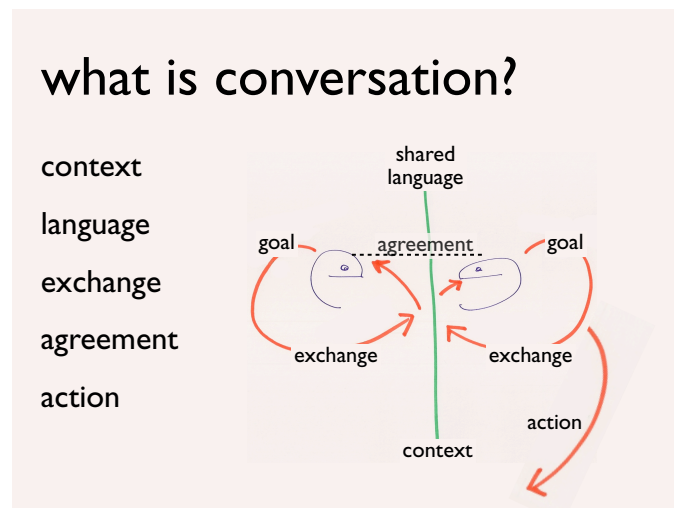 what is conversation?
context
language
exchange
agreement
action
shared
language
goal
agreement
goal
exchange
exchange
action
context